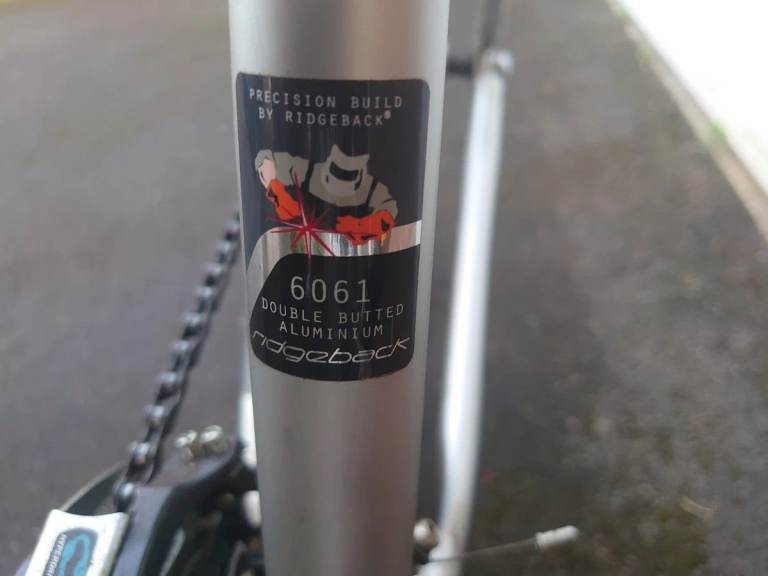 PRECISION BUILD
BY RIDGEBACK®
6061
DOUBLE BUTTED
ALUMINIUM
ridgeback